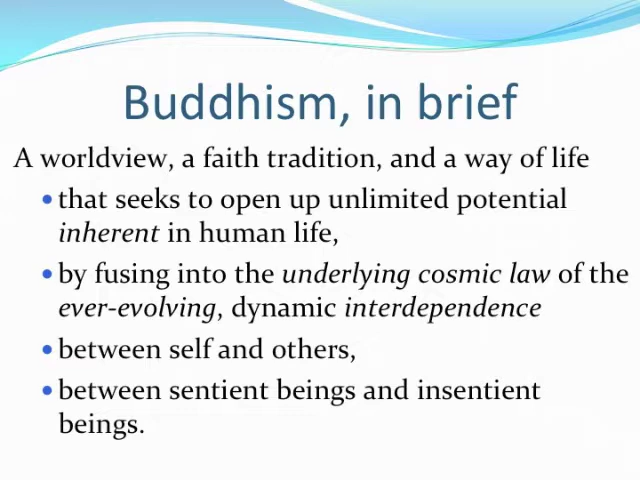 Buddhism, in brief
A worldview, a faith tradition, and a way of life
• that seeks to open up unlimited potential
inherent in human life,
• by fusing into the underlying cosmic law of the
ever-evolving, dynamic interdependence
• between self and others,
• between sentient beings and insentient
beings.